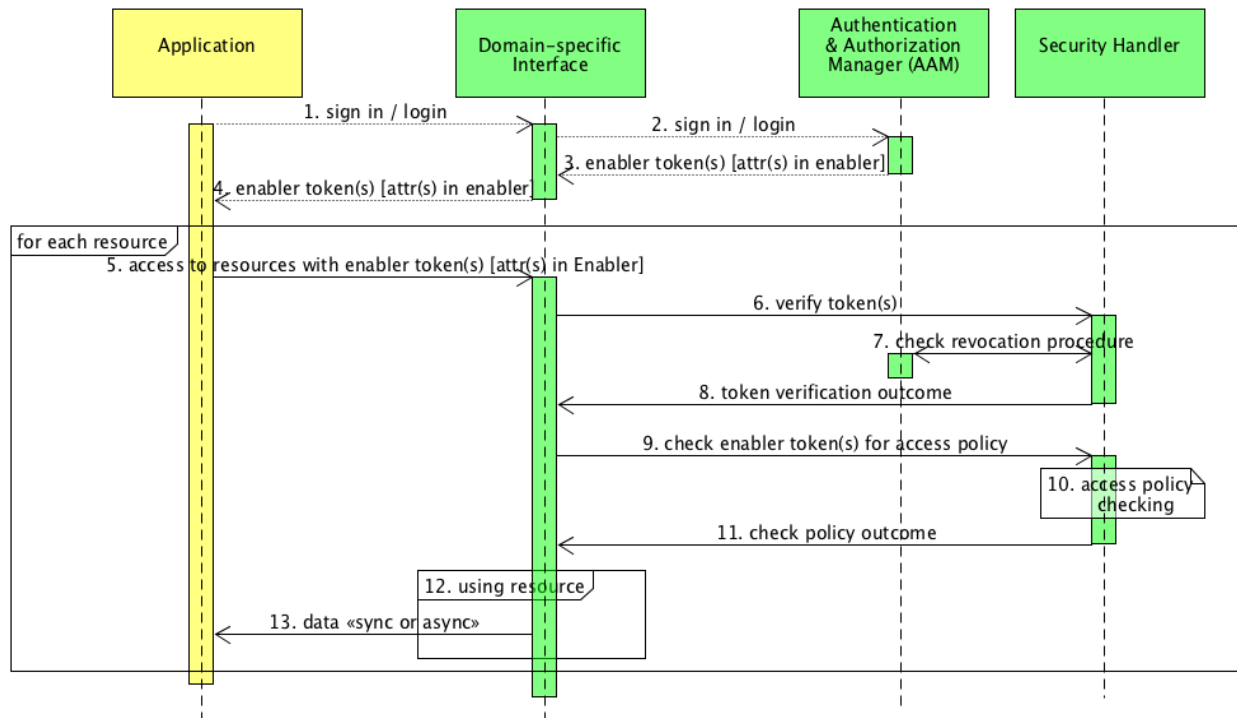 Application
Domain-specific
Interface
Authentication
& Authorization
Manager (AAM)
Security Handler
1. sign in / login
2. sign in / login
3. enabler token(s) [attr(s) in enabler]
4. enabler token(s) [attr(s) in enabler]
for each resource
5. access to resources with enabler token(s) [attr(s) in Enabler]
6. verify token(s)
7. check revocation procedure
8. token verification outcome
9. check enabler token(s) for access policy
10. access policy
checking
11. check policy outcome
12. using resource
13. data «sync or async»